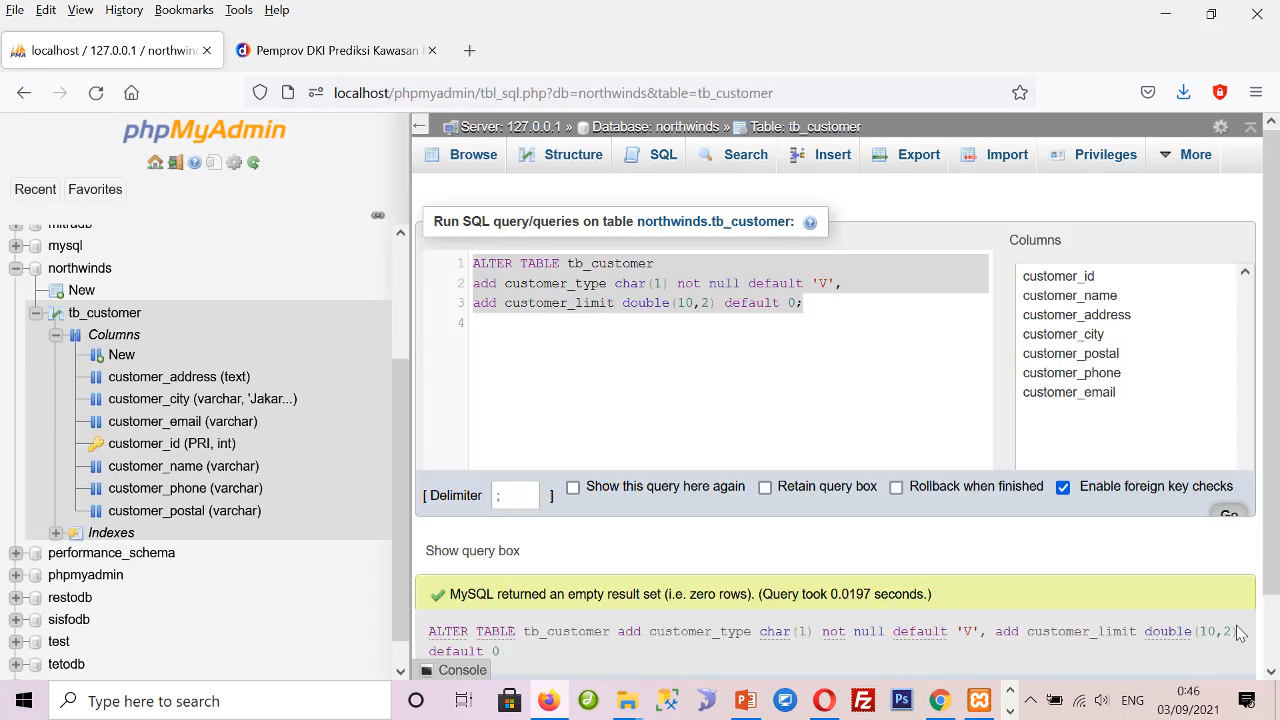 File Edit View History Bookmarks Tools Help
localhost / 127.0.0.1 / northwin
Pemprov DKI Prediksi Kawasan
localhost/phpmyadmin/tbl_sql.php?db=northwinds&table=tb_customer
phpMyAdmin
Recent Favorites
mitradb
mysql
northwinds
New
tb_customer
Columns
New
customer_address (text)
customer_city (varchar, 'Jakar...)
customer_email (varchar)
customer_id (PRI, int)
customer_name (varchar)
customer_phone (varchar)
customer_postal (varchar)
Indexes
performance_schema
phpmyadmin
restodb
sisfodb
test
tetodb
Server: 127.0.0.1 » Database: northwinds » Table: tb_customer
Browse Structure SQL Search Insert Export Import Privileges More
Run SQL query/queries on table northwinds.tb_customer:
1 ALTER TABLE tb_customer
2 add customer_type char(1) not null default 'V',
3 add customer_limit double(10,2) default 0;
4
Columns
customer_id
customer_name
customer_address
customer_city
customer_postal
customer_phone
customer_email
[ Delimiter ; ] Show this query here again Retain query box Rollback when finished Enable foreign key checks
Go
Show query box
MySQL returned an empty result set (i.e. zero rows). (Query took 0.0197 seconds.)
ALTER TABLE tb_customer add customer_type char(1) not null default 'V', add customer_limit double(10,2)
default 0
Console
Type here to search
ENG
0:46
03/09/2021